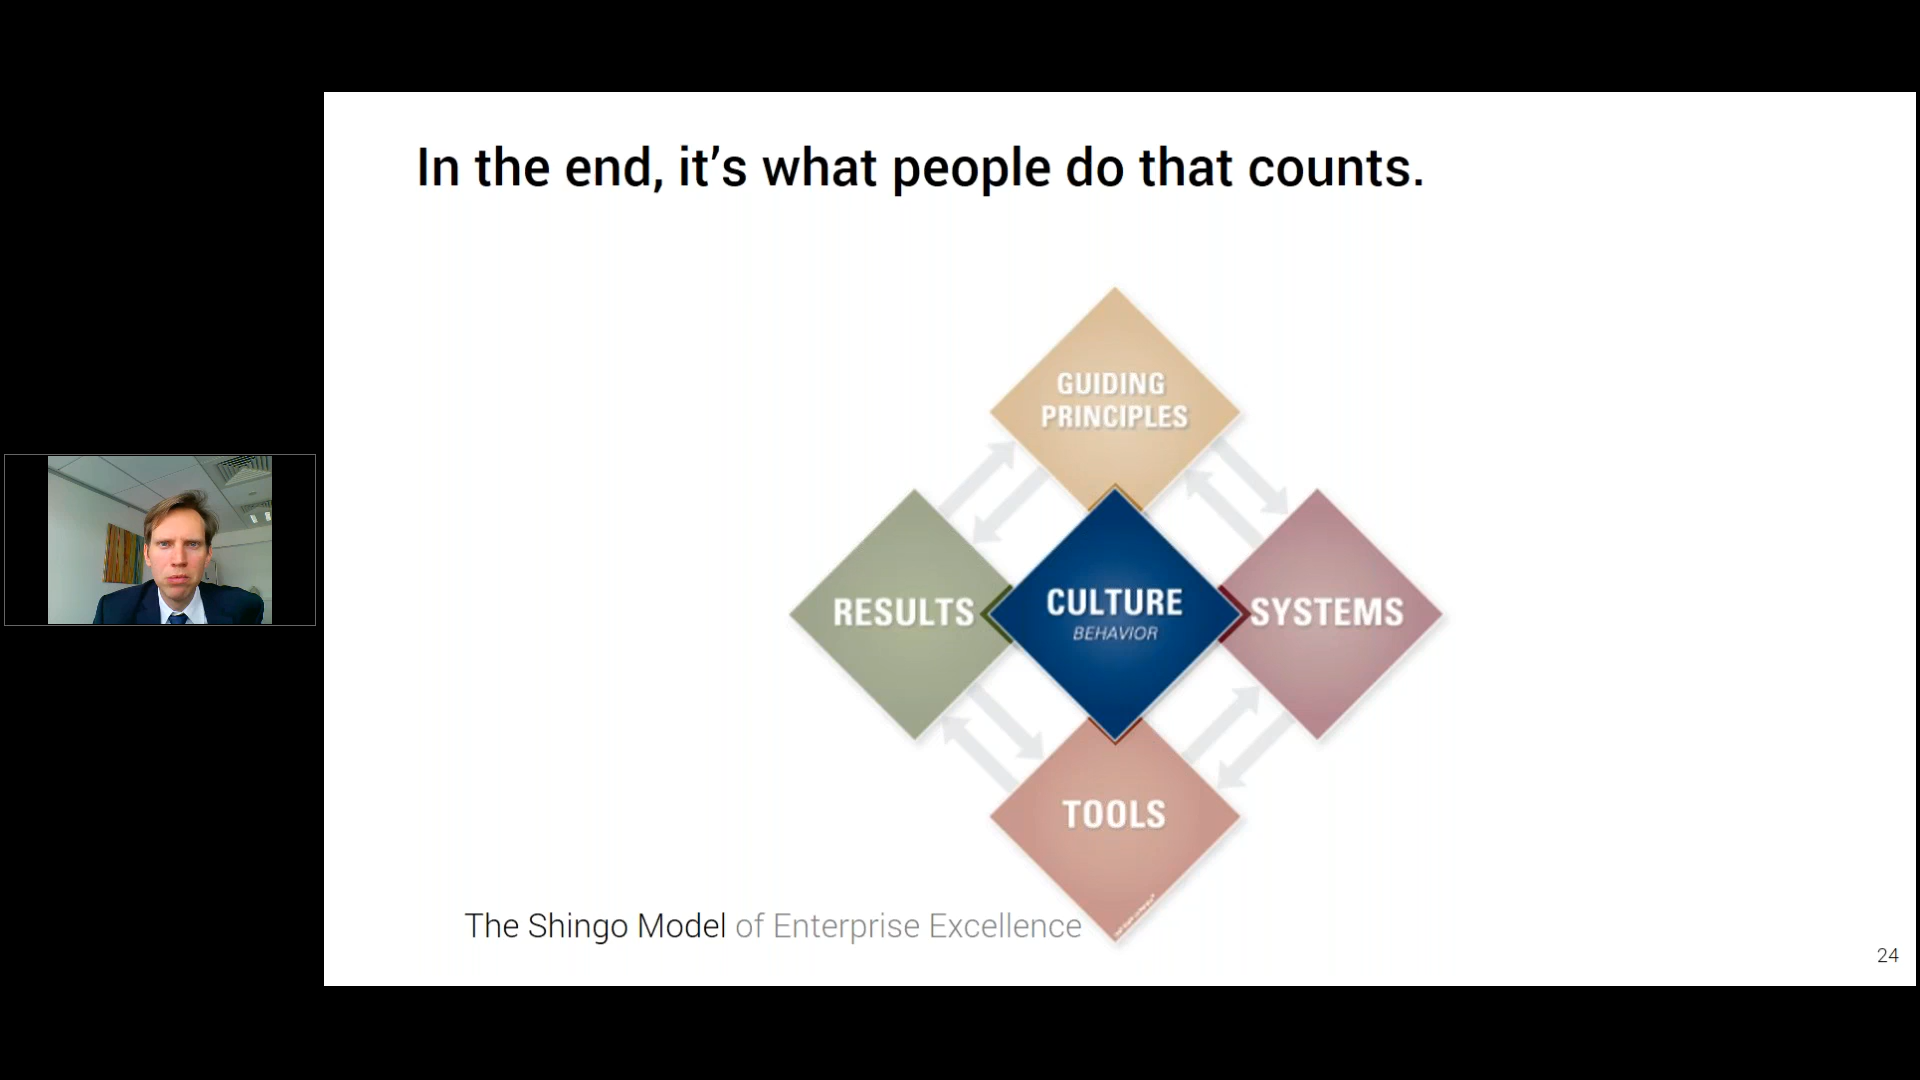 In the end, it’s what people do that counts.
GUIDING
PRINCIPLES
RESULTS
CULTURE
BEHAVIOR
SYSTEMS
TOOLS
The Shingo Model of Enterprise Excellence
24